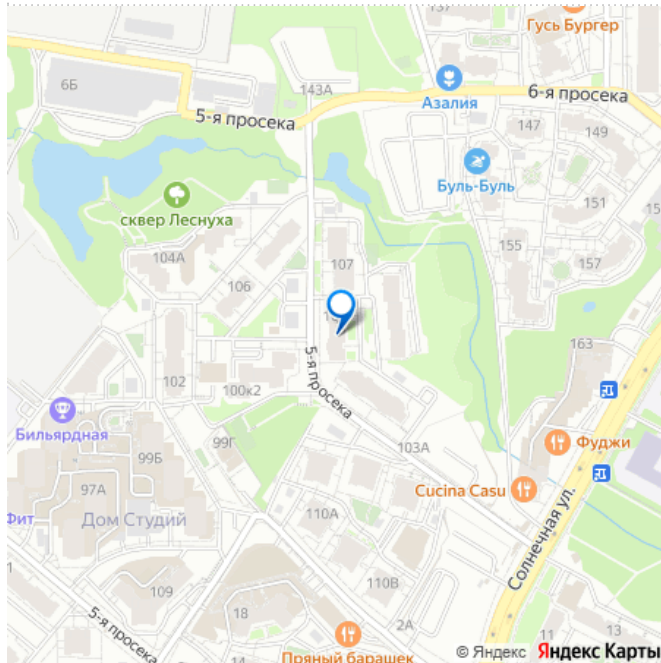 Гусь Бургер
137
6Б
143А
Азалия
5-я просека
6-я просека
147
149
Буль-Буль
сквер Леснуха
151
155
104А
107
157
106
163
5-я просека
102
100к2
Бильярдная
99Г
103А
Фуджи
99Б
97А
Cucina Casu
Фит
Дом Студий
110А
Солнечная ул.
110В
109
18
2А
5-я просека
11
13
Пряный барашек
© Яндекс Яндекс Карты